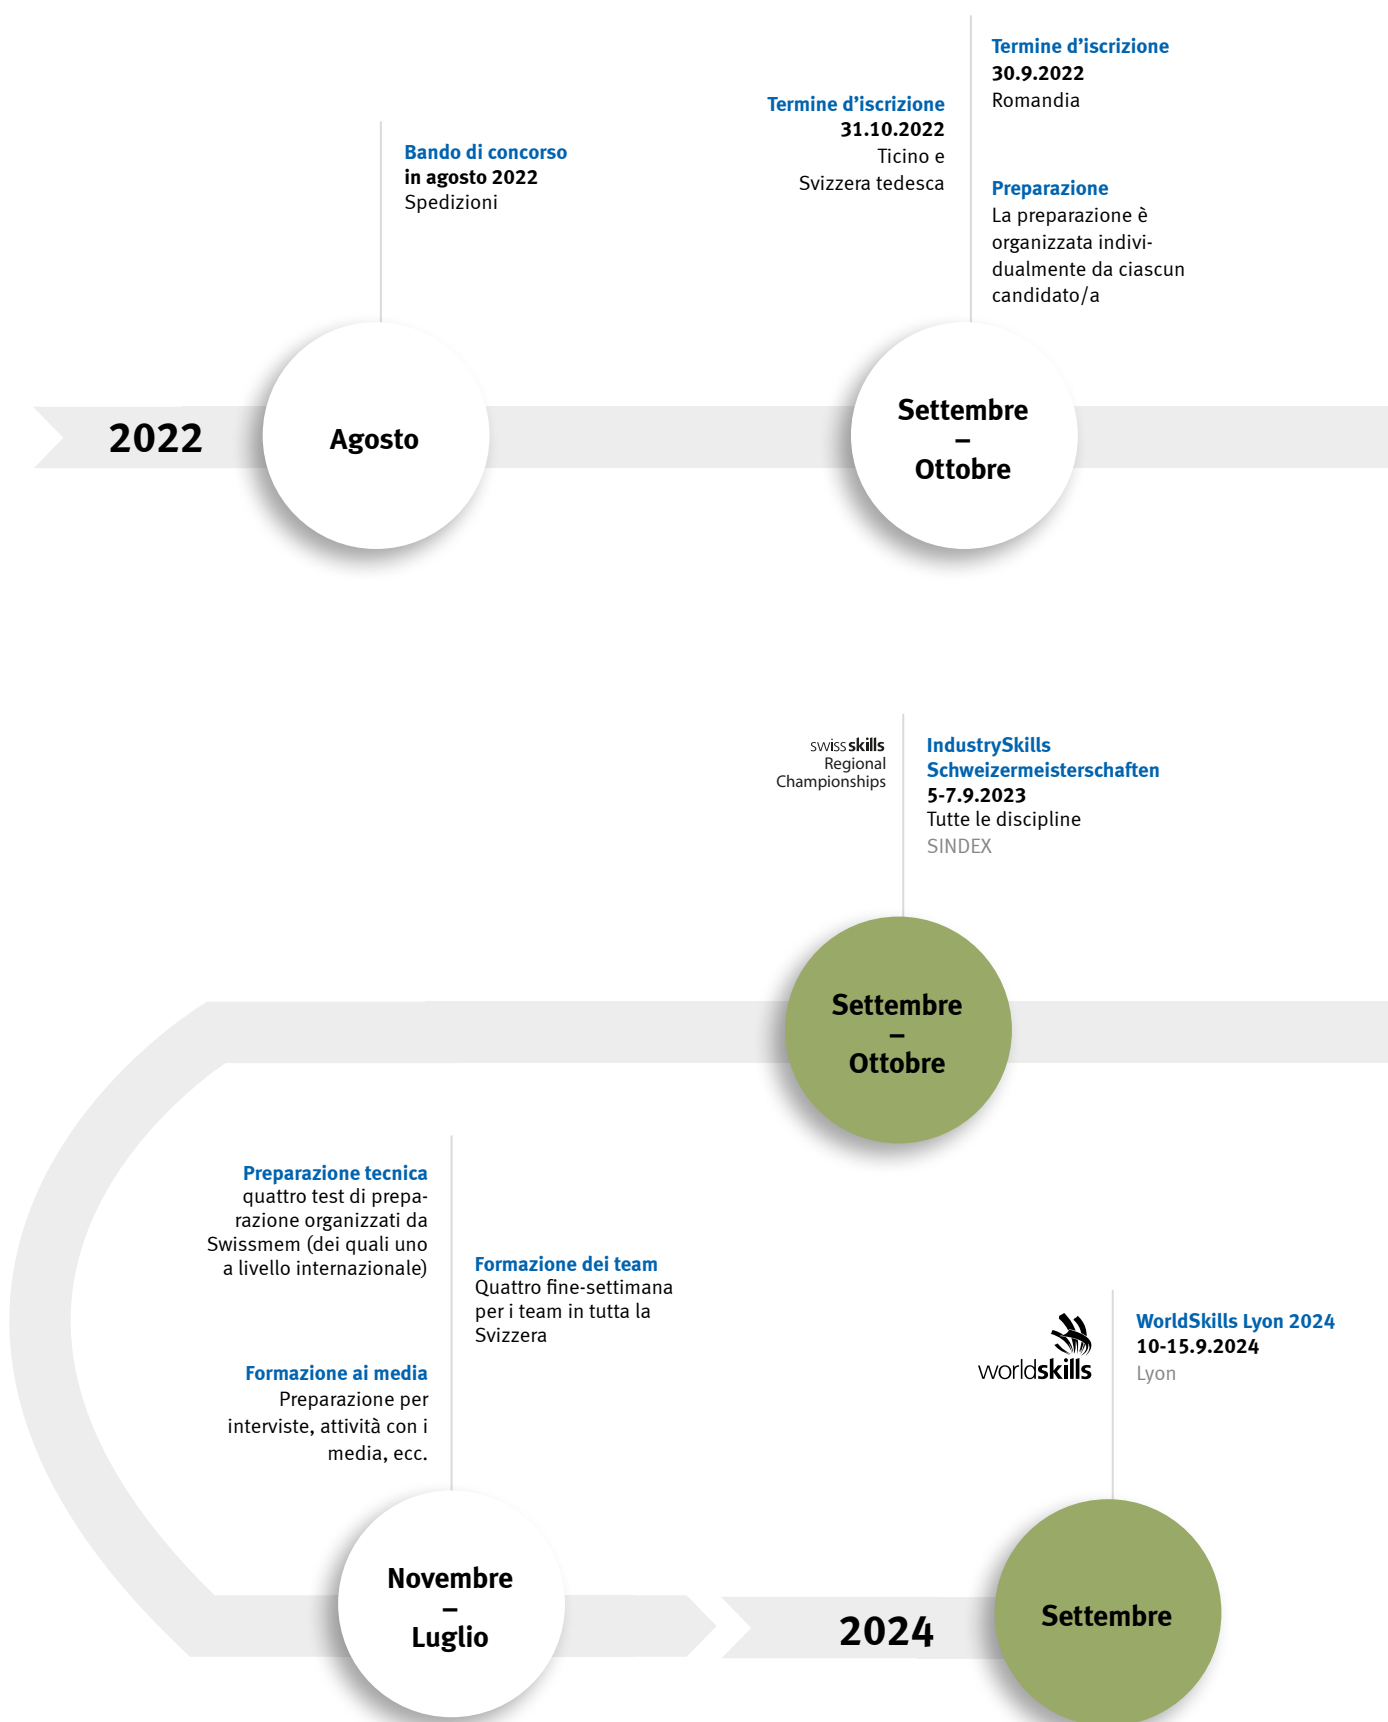 Bando di concorso
in agosto 2022
Spedizioni
Termine d’iscrizione
31.10.2022
Ticino e
Svizzera tedesca
Termine d’iscrizione
30.9.2022
Romandia
Preparazione
La preparazione è
organizzata indivi-
dualmente da ciascun
candidato/a
2022
Agosto
Settembre
–
Ottobre
swissskills
Regional
Championships
IndustrySkills
Schweizermeisterschaften
5-7.9.2023
Tutte le discipline
SINDEX
Settembre
–
Ottobre
Preparazione tecnica
quattro test di prepa-
razione organizzati da
Swissmem (dei quali uno
a livello internazionale)
Formazione ai media
Preparazione per
interviste, attività con i
media, ecc.
Formazione dei team
Quattro fine-settimana
per i team in tutta la
Svizzera
worldskills
WorldSkills Lyon 2024
10-15.9.2024
Lyon
Novembre
–
Luglio
2024
Settembre